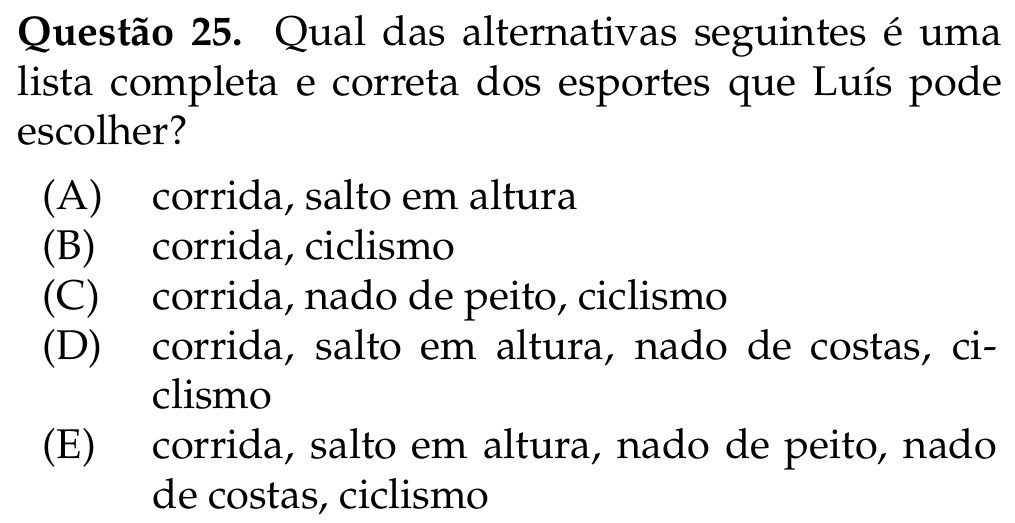 Questão 25. Qual das alternativas seguintes é uma
lista completa e correta dos esportes que Luís pode
escolher?
(A) corrida, salto em altura
(B) corrida, ciclismo
(C) corrida, nado de peito, ciclismo
(D) corrida, salto em altura, nado de costas, ci-
clismo
(E) corrida, salto em altura, nado de peito, nado
de costas, ciclismo